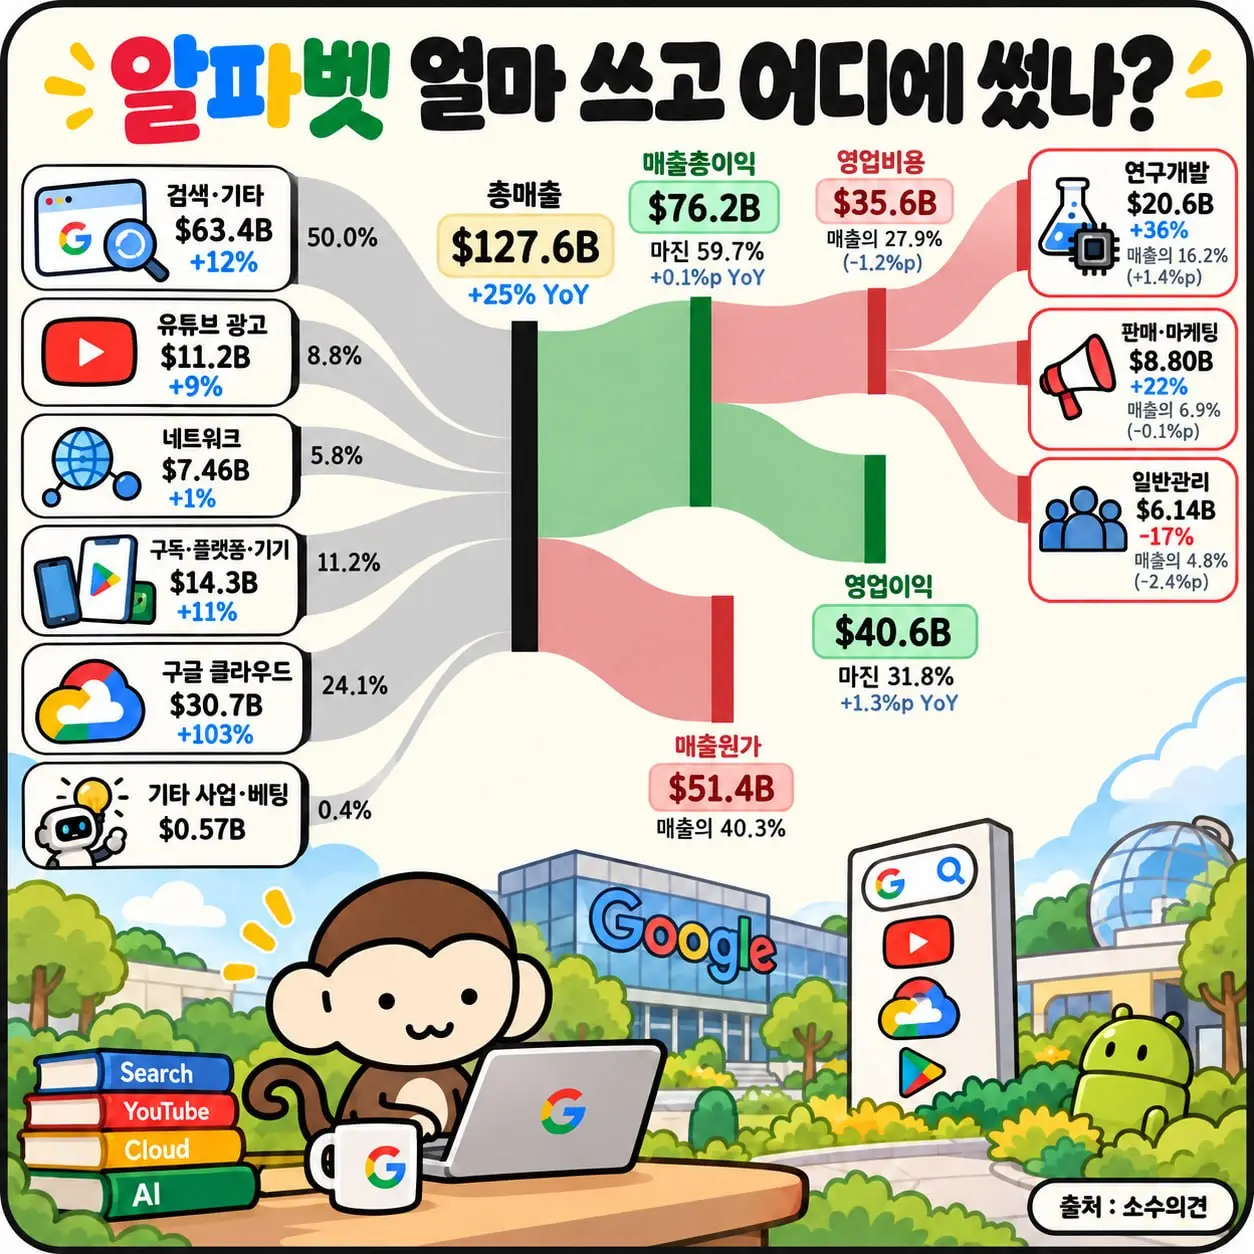 알파벳 얼마 쓰고 어디에 썼나?
검색·기타
$63.4B
+12%
50.0%
유튜브 광고
$11.2B
+9%
8.8%
네트워크
$7.46B
+1%
5.8%
구독·플랫폼·기기
$14.3B
+11%
11.2%
구글 클라우드
$30.7B
+103%
24.1%
기타 사업·베팅
$0.57B
0.4%
총매출
$127.6B
+25% YoY
매출총이익
$76.2B
마진 59.7%
+0.1%p YoY
영업비용
$35.6B
매출의 27.9%
(-1.2%p)
연구개발
$20.6B
+36%
매출의 16.2%
(+1.4%p)
판매·마케팅
$8.80B
+22%
매출의 6.9%
(-0.1%p)
일반관리
$6.14B
-17%
매출의 4.8%
(-2.4%p)
영업이익
$40.6B
마진 31.8%
+1.3%p YoY
매출원가
$51.4B
매출의 40.3%
Google
G
Search
YouTube
Cloud
AI
G
G
출처 : 소수의견